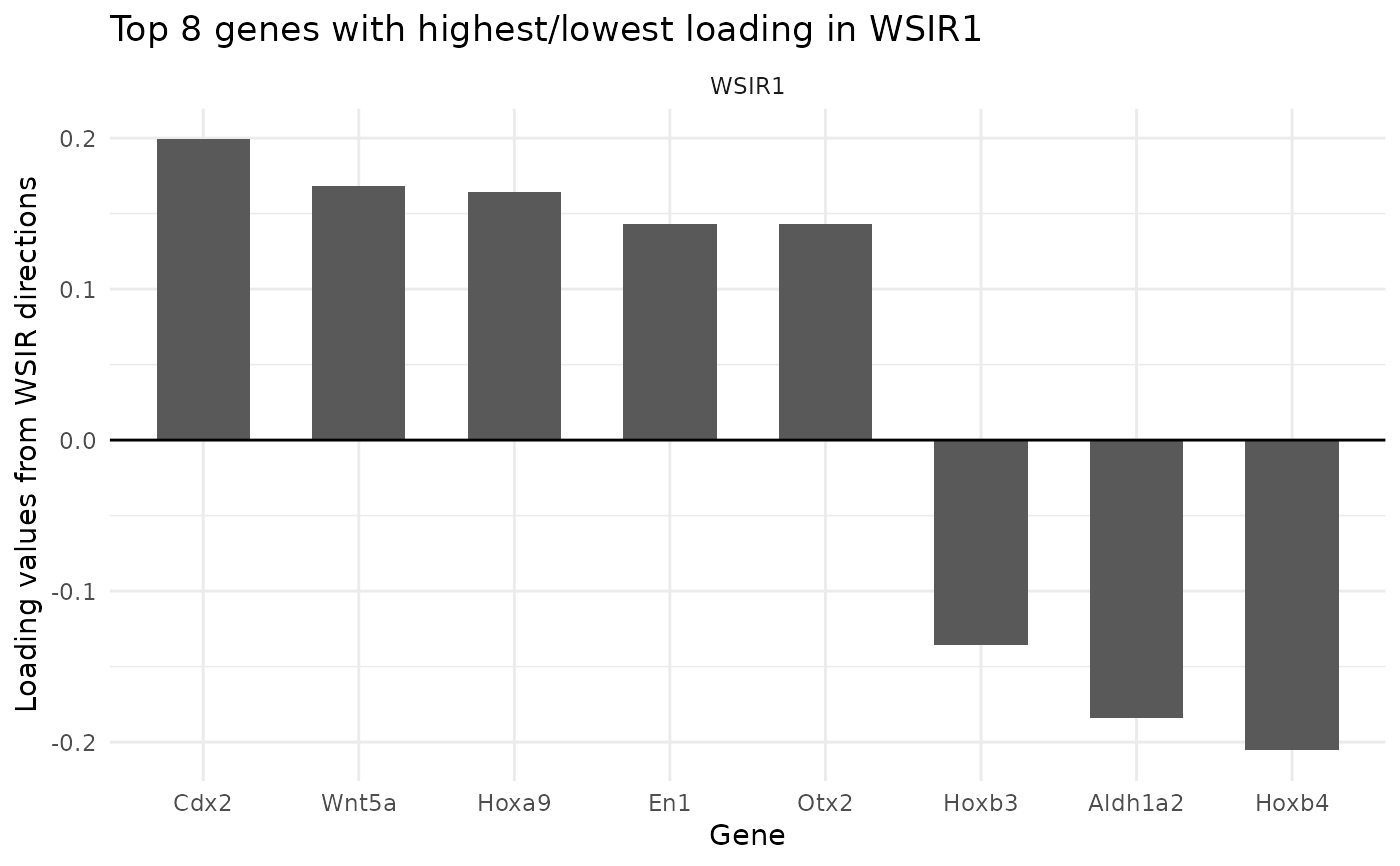 Top 8 genes with highest/lowest loading in WSIR1
WSIR1
Loading values from WSIR directions
0.2
0.1
0.0
-0.1
-0.2
Cdx2 Wnt5a Hoxa9 En1 Otx2 Hoxb3 Aldh1a2 Hoxb4
Gene